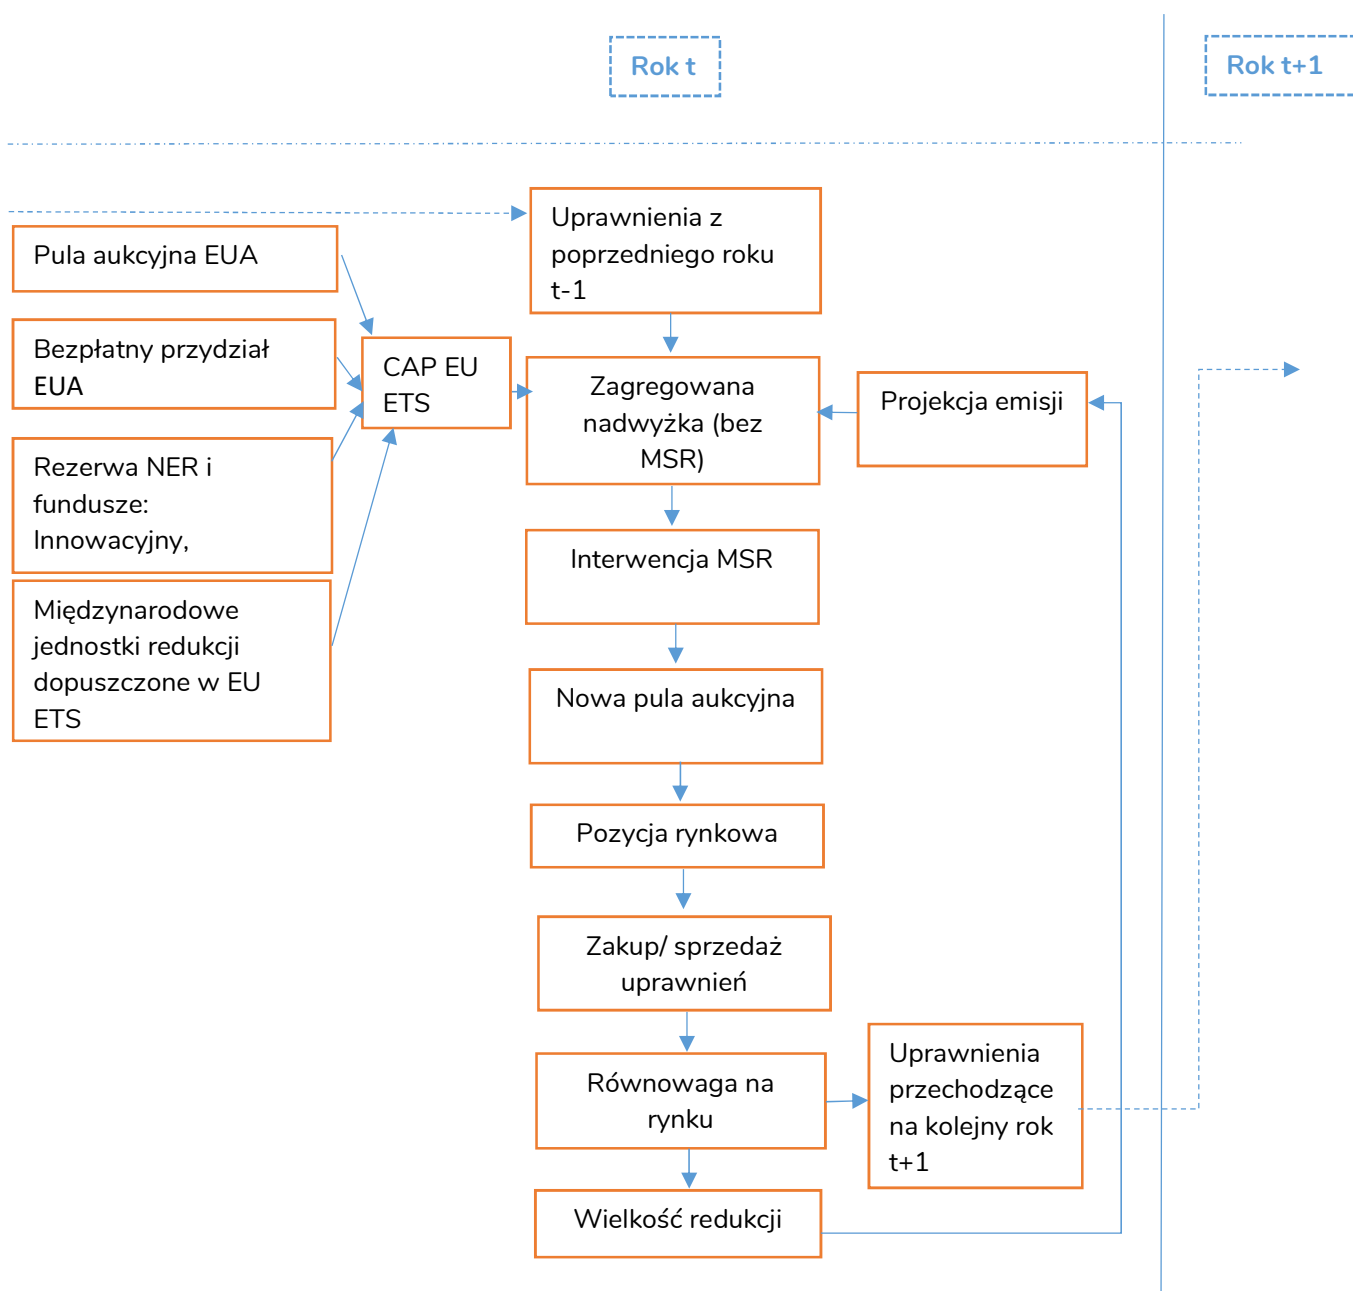 Rok t
Rok t+1
Uprawnienia z
poprzedniego roku
t-1
Pula aukcyjna EUA
Bezpłatny przydział
EUA
CAP EU
ETS
Zagregowana
nadwyżka (bez
MSR)
Projekcja emisji
Rezerwa NER i
fundusze:
Innowacyjny,
Interwencja MSR
Międzynarodowe
jednostki redukcji
dopuszczone w EU
ETS
Nowa pula aukcyjna
Pozycja rynkowa
Zakup/ sprzedaż
uprawnień
Równowaga na
rynku
Uprawnienia
przechodzące
na kolejny rok
t+1
Wielkość redukcji